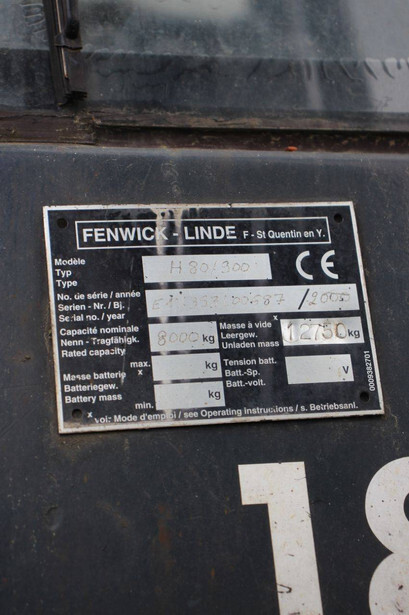 FENWICK - LINDE F - St Quentin en Y.
Modèle
Typ H 80/900
Type
No. de série / année
Serien - Nr. / Bj. / 2005
Serial no. / year
Capacité nominale
Nenn - Tragfähigk. 8000 kg
Rated capacity
Masse à vide x
Leergew. 12750 kg
Unladen mass
Masse batterie x max. kg
Batteriegew.
Battery mass min. kg
Tension batt.
Batt.-Sp. V
Batt.-volt.
x voir Mode d'emploi / see Operating Instructions / s. Betriebsanl.
0009382701
CE
18